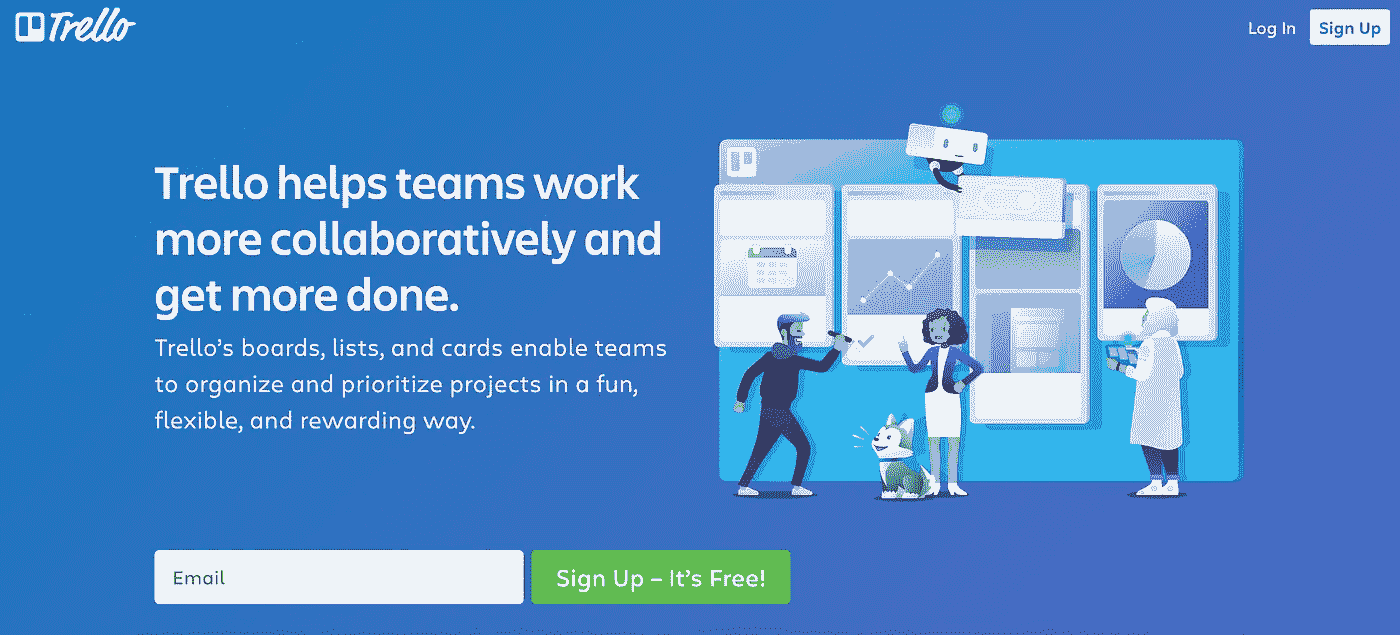 Trello
Log In
Sign Up
Trello helps teams work
more collaboratively and
get more done.
Trello’s boards, lists, and cards enable teams
to organize and prioritize projects in a fun,
flexible, and rewarding way.
Email
Sign Up – It’s Free!